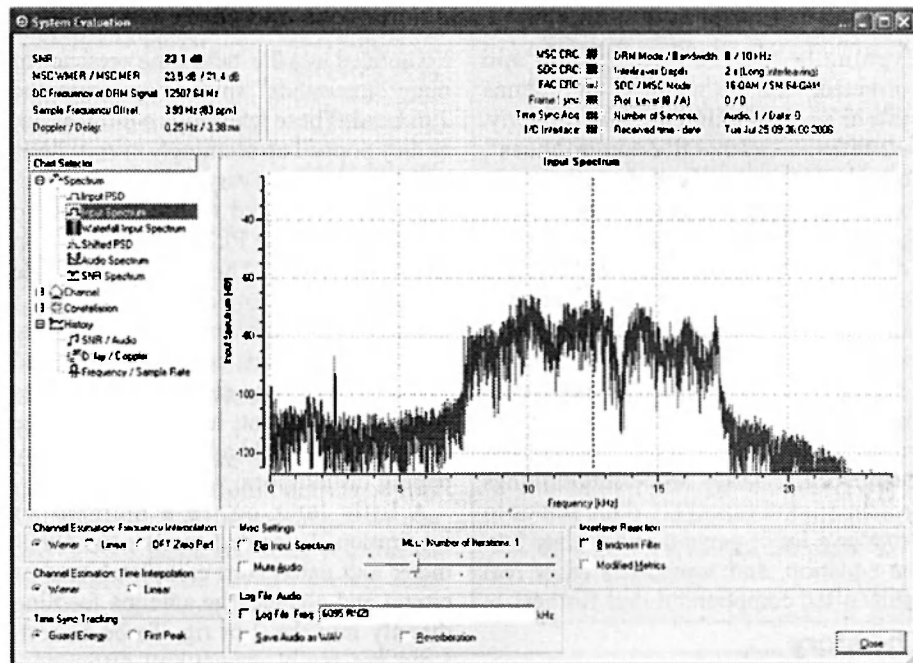 System Evaluation
SNR 23.1 dB
MSC WMER / MSC MER 23.5 dB / 21.4 dB
DC Frequency of DRM Signal 12507.64 Hz
Sample Frequency Offset 3.99 Hz (83 ppm)
Doppler / Delay 0.25 Hz / 3.38 ms
MSC CRC
SDC CRC
FAC CRC
Frame Sync
Time Sync Acq
I/O Interface
DRM Mode / Bandwidth B / 10 kHz
Interleaver Depth 2 s (Long Interleaving)
SDC / MSC Mode 16-QAM / SM 64-QAM
Prot. Level (B / A) 0 / 0
Number of Services Audio: 1 / Data: 0
Received time - date Tue Jul 25 09:36:00 2006
Chart Selector
Spectrum
Input PSD
Input Spectrum
Waterfall Input Spectrum
Shifted PSD
Audio Spectrum
SNR Spectrum
Channel
Constellation
History
SNR / Audio
Delay / Doppler
Frequency / Sample Rate
Input Spectrum
Input Spectrum [dB]
-40
-60
-80
-100
-120
0 5 10 15 20
Frequency [kHz]
Channel Estimation: Frequency Interpolation
Wiener Linear DFT Zero Pad
Channel Estimation: Time Interpolation
Wiener Linear
Time Sync Tracking
Guard Energy First Peak
Misc Settings
Flip Input Spectrum
Mute Audio
MLC: Number of Iterations: 1
Log File, Audio
Log File Freq: kHz
Save Audio as WAV Reverberation
Interferer Rejection
Bandpass Filter
Modified Metrics
Close